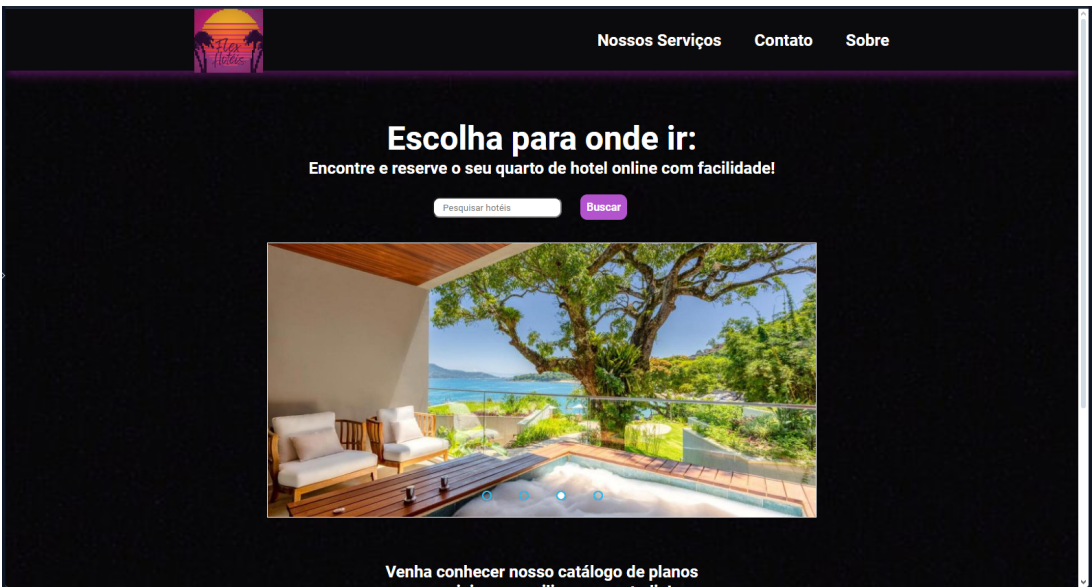 Flex
Hotéis
Nossos Serviços Contato Sobre
Escolha para onde ir:
Encontre e reserve o seu quarto de hotel online com facilidade!
Pesquisar hotéis Buscar
Venha conhecer nosso catálogo de planos